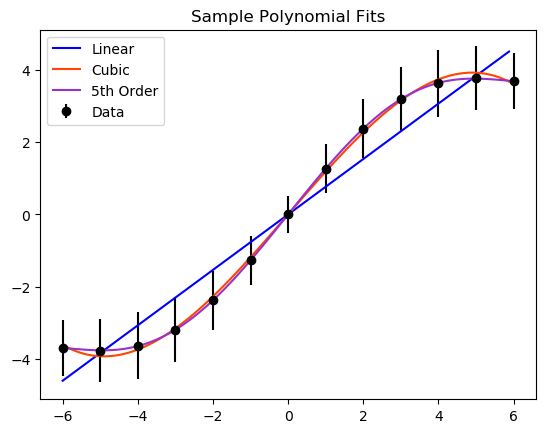 Sample Polynomial Fits
Linear
Cubic
5th Order
Data
4
2
0
−2
−4
−6 −4 −2 0 2 4 6